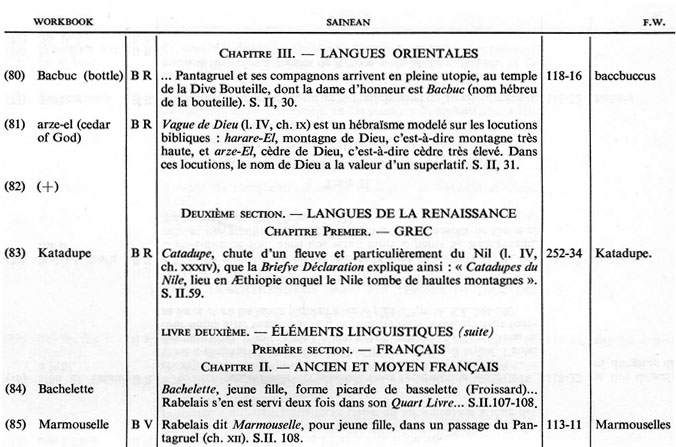 WORKBOOK SAINEAN F.W.
CHAPITRE III. — LANGUES ORIENTALES
(80) Bacbuc (bottle) B R ... Pantagruel et ses compagnons arrivent en pleine utopie, au temple 118-16 baccbuccus
de la Dive Bouteille, dont la dame d'honneur est Bacbuc (nom hébreu
de la bouteille). S. II, 30.
(81) arze-el (cedar B R Vague de Dieu (l. IV, ch. IX) est un hébraïsme modelé sur les locutions
of God) bibliques : harare-El, montagne de Dieu, c'est-à-dire montagne très
haute, et arze-El, cèdre de Dieu, c'est-à-dire cèdre très élevé. Dans
ces locutions, le nom de Dieu a la valeur d'un superlatif. S. II, 31.
(82) (+)
DEUXIÈME SECTION. — LANGUES DE LA RENAISSANCE
CHAPITRE PREMIER. — GREC
(83) Katadupe B R Catadupe, chute d'un fleuve et particulièrement du Nil (l. IV, 252-34 Katadupe.
ch. XXXIV), que la Briefve Déclaration explique ainsi : « Catadupes du
Nile, lieu en Æthiopie onquel le Nile tombe de haultes montagnes ».
S. II.59.
LIVRE DEUXIÈME. — ÉLÉMENTS LINGUISTIQUES (suite)
PREMIÈRE SECTION. — FRANÇAIS
CHAPITRE II. — ANCIEN ET MOYEN FRANÇAIS
(84) Bachelette Bachelette, jeune fille, forme picarde de basselette (Froissard)...
Rabelais s'en est servi deux fois dans son Quart Livre... S.II.107-108.
(85) Marmouselle B V Rabelais dit Marmouselle, pour jeune fille, dans un passage du Pan- 113-11 Marmouselles
tagruel (ch. XII). S.II. 108.